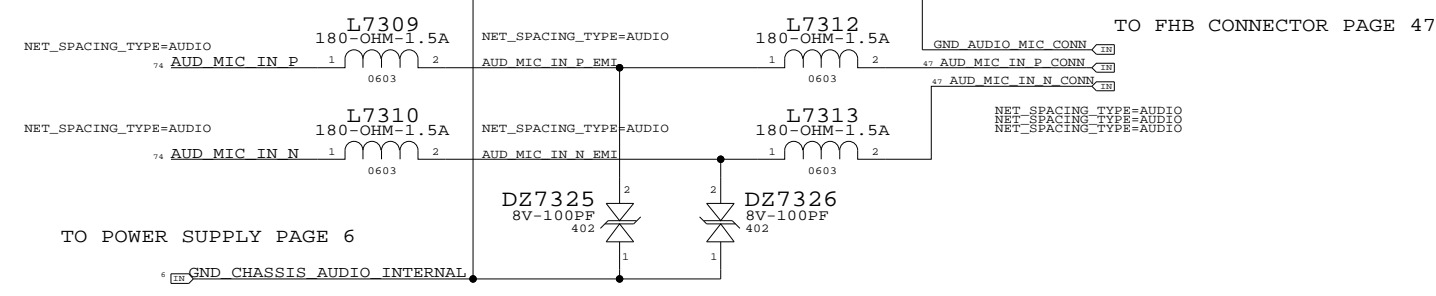 L7309
180-OHM-1.5A
NET_SPACING_TYPE=AUDIO
74 AUD_MIC_IN_P
1 2
0603
NET_SPACING_TYPE=AUDIO
AUD_MIC_IN_P_EMI
L7312
180-OHM-1.5A
1 2
0603
TO FHB CONNECTOR PAGE 47
GND_AUDIO_MIC_CONN IN
47 AUD_MIC_IN_P_CONN IN
47 AUD_MIC_IN_N_CONN IN
NET_SPACING_TYPE=AUDIO
NET_SPACING_TYPE=AUDIO
NET_SPACING_TYPE=AUDIO
L7310
180-OHM-1.5A
NET_SPACING_TYPE=AUDIO
74 AUD_MIC_IN_N
1 2
0603
NET_SPACING_TYPE=AUDIO
AUD_MIC_IN_N_EMI
L7313
180-OHM-1.5A
1 2
0603
2
DZ7325
8V-100PF
402
1
2
DZ7326
8V-100PF
402
1
TO POWER SUPPLY PAGE 6
6 IN GND_CHASSIS_AUDIO_INTERNAL